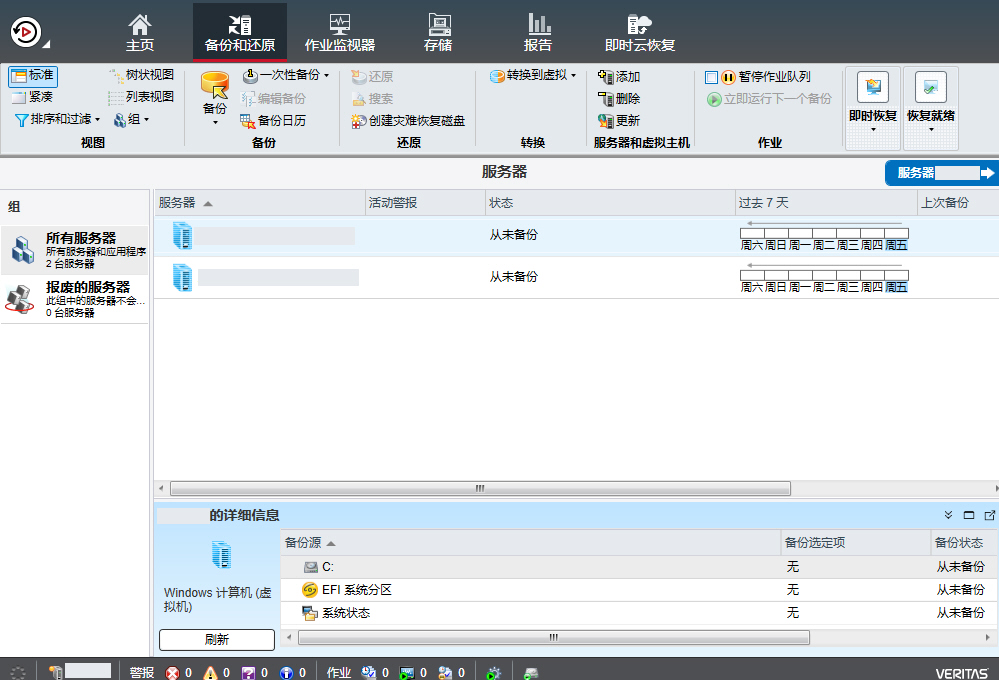 主页
备份和还原
作业监视器
存储
报告
即时云恢复
标准
紧凑
排序和过滤
树状视图
列表视图
组
视图
备份
一次性备份
编辑备份
备份日历
备份
还原
搜索
创建灾难恢复磁盘
还原
转换到虚拟
转换
添加
删除
更新
服务器和虚拟主机
暂停作业队列
立即运行下一个备份
作业
即时恢复
恢复就绪
服务器
服务器
组
所有服务器
所有服务器和应用程序
2 台服务器
报废的服务器
此组中的服务器不会...
0 台服务器
服务器 活动警报 状态 过去 7 天 上次备份
从未备份 周六 周日 周一 周二 周三 周四 周五
从未备份 周六 周日 周一 周二 周三 周四 周五
的详细信息
Windows 计算机 (虚
拟机)
刷新
备份源 备份选定项 备份状态
C: 无 从未备份
EFI 系统分区 无 从未备份
系统状态 无 从未备份
警报 0 0 0 0 作业 0 0 0
VERITAS